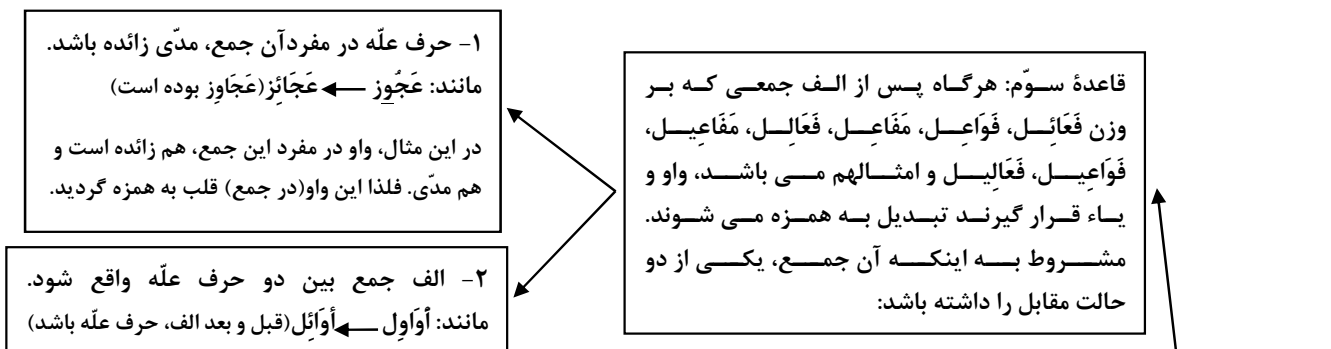 قاعدهٔ سوّم: هرگاه پس از الف جمعی که بر
وزن فَعَائِل، فَوَاعِل، مَفَاعِل، فَعَالِل، مَفَاعِیل،
فَوَاعِیل، فَعَالِیل و امثالهم می باشد، واو و
یاء قرار گیرند تبدیل به همزه می شوند.
مشروط به اینکه آن جمع، یکی از دو
حالت مقابل را داشته باشد:
۱- حرف علّه در مفردآن جمع، مدّی زائده باشد.
مانند: عَجُوز ← عَجَائِز(عَجَاوِز بوده است)
در این مثال، واو در مفرد این جمع، هم زائده است و
هم مدّی. فلذا این واو(در جمع) قلب به همزه گردید.
۲- الف جمع بین دو حرف علّه واقع شود.
مانند: أوَاوِل ← أوَائِل(قبل و بعد الف، حرف علّه باشد)